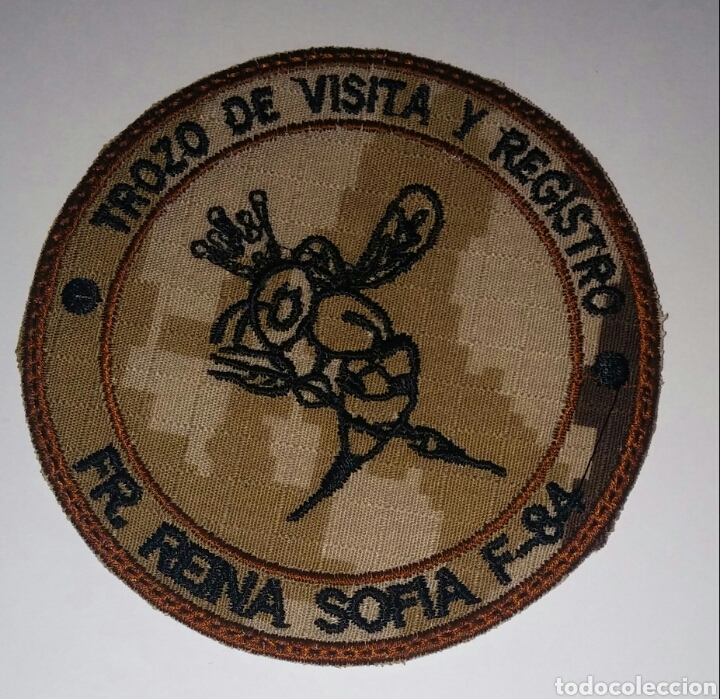 TROZO DE VISITA Y REGISTRO
FR. REINA SOFIA F-84
todocoleccion